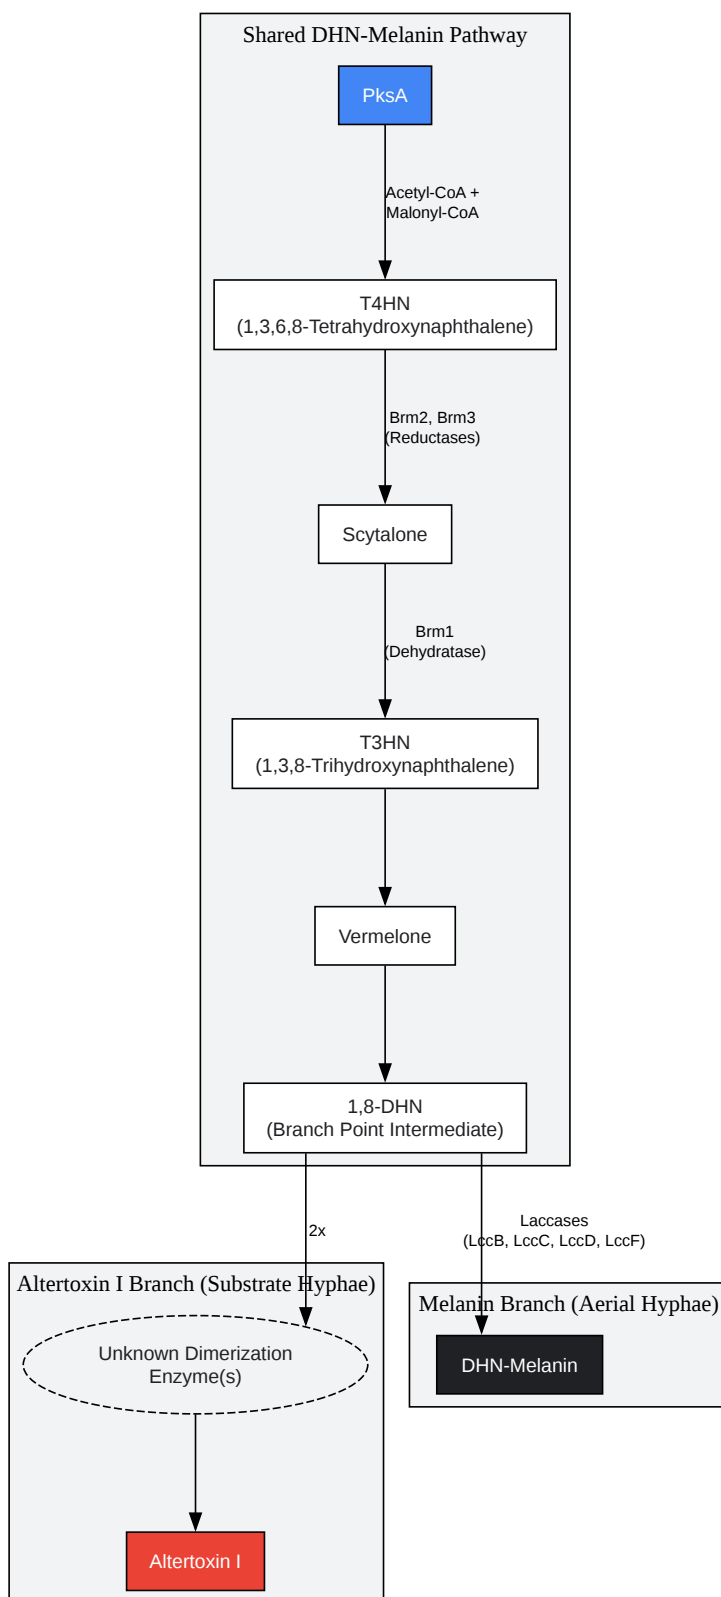 Shared DHN-Melanin Pathway
PksA
Acetyl-CoA +
Malonyl-CoA
T4HN
(1,3,6,8-Tetrahydroxynaphthalene)
Brm2, Brm3
(Reductases)
Scytalone
Brm1
(Dehydratase)
T3HN
(1,3,8-Trihydroxynaphthalene)
Vermelone
1,8-DHN
(Branch Point Intermediate)
2x
Laccases
(LccB, LccC, LccD, LccF)
Altertoxin I Branch (Substrate Hyphae)
Unknown Dimerization
Enzyme(s)
Altertoxin I
Melanin Branch (Aerial Hyphae)
DHN-Melanin